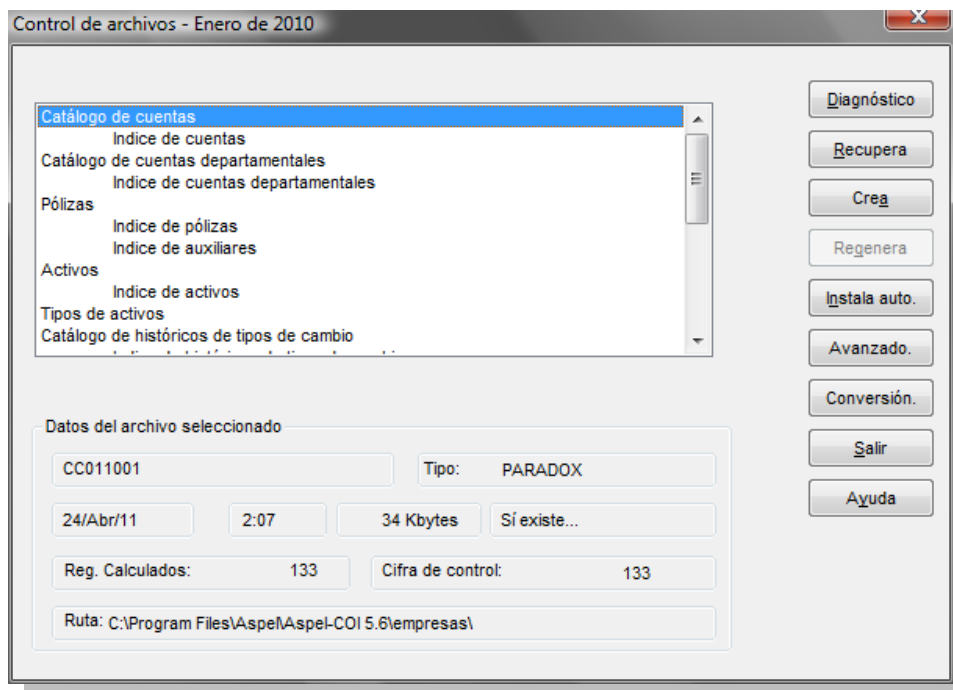 Control de archivos - Enero de 2010
Catálogo de cuentas
Indice de cuentas
Catálogo de cuentas departamentales
Indice de cuentas departamentales
Pólizas
Indice de pólizas
Indice de auxiliares
Activos
Indice de activos
Tipos de activos
Catálogo de históricos de tipos de cambio
Diagnóstico
Recupera
Crea
Regenera
Instala auto.
Avanzado.
Conversión.
Salir
Ayuda
Datos del archivo seleccionado
CC011001 Tipo: PARADOX
24/Abr/11 2:07 34 Kbytes Sí existe...
Reg. Calculados: 133 Cifra de control: 133
Ruta: C:\Program Files\Aspel\Aspel-COI 5.6\empresas\